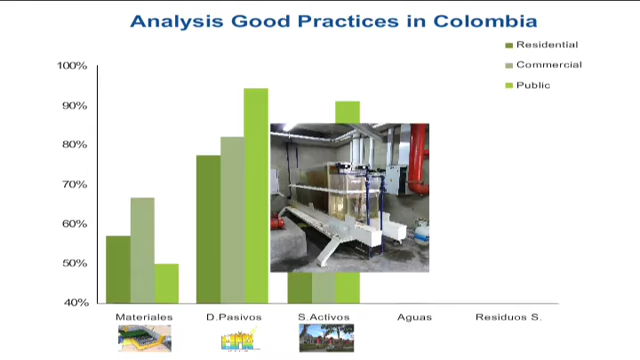 Analysis Good Practices in Colombia
Residential
Commercial
Public
100%
90%
80%
70%
60%
50%
40%
Materiales D.Pasivos S.Activos Aguas Residuos S.